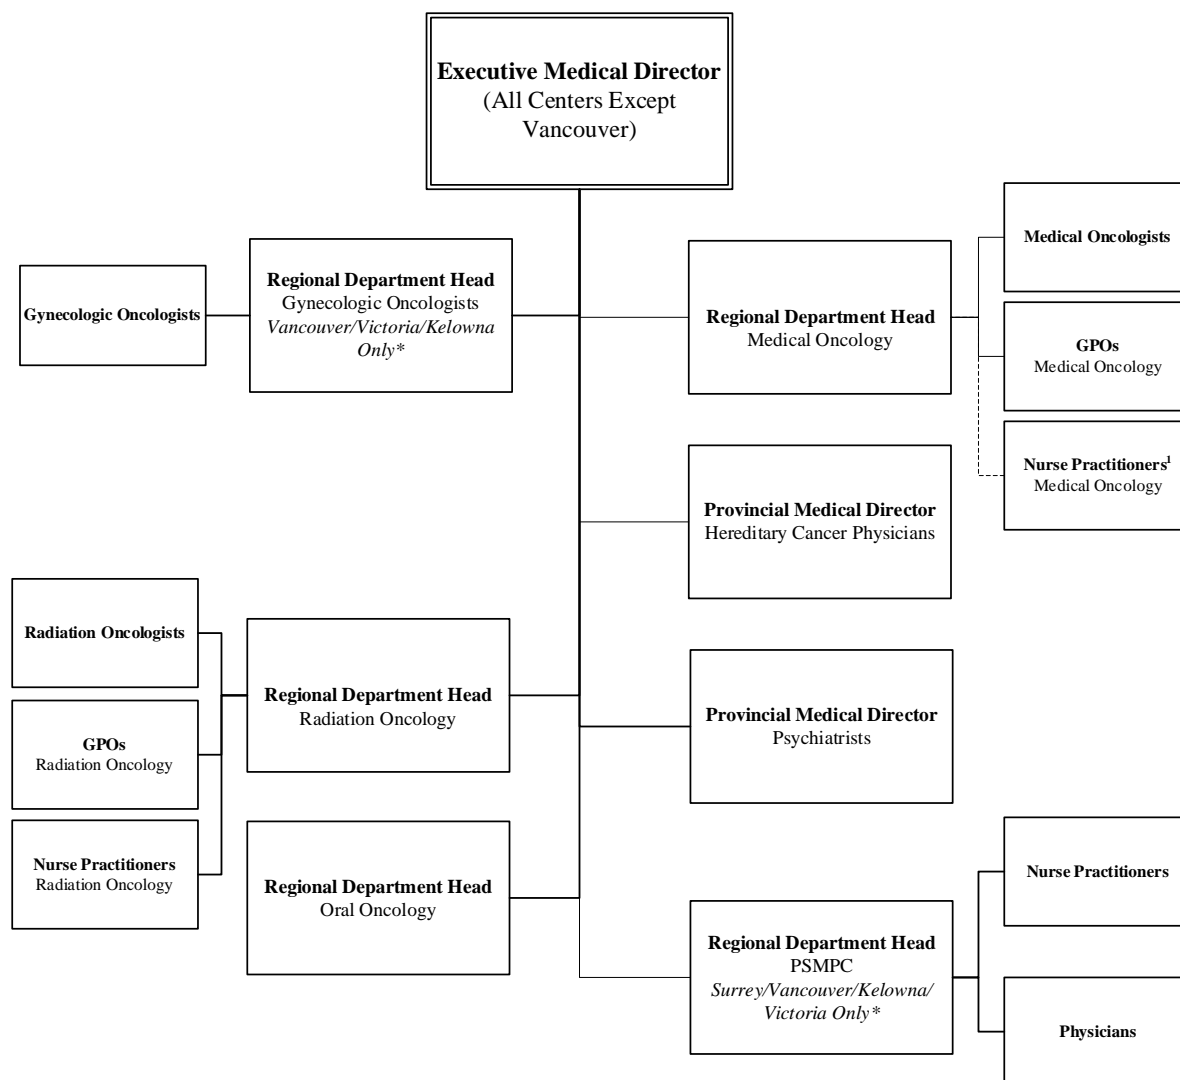 Executive Medical Director
(All Centers Except
Vancouver)
Gynecologic Oncologists
Regional Department Head
Gynecologic Oncologists
Vancouver/Victoria/Kelowna
Only*
Regional Department Head
Medical Oncology
Medical Oncologists
GPOs
Medical Oncology
Nurse Practitioners¹
Medical Oncology
Provincial Medical Director
Hereditary Cancer Physicians
Radiation Oncologists
GPOs
Radiation Oncology
Nurse Practitioners
Radiation Oncology
Regional Department Head
Radiation Oncology
Provincial Medical Director
Psychiatrists
Regional Department Head
Oral Oncology
Regional Department Head
PSMPC
Surrey/Vancouver/Kelowna/
Victoria Only*
Nurse Practitioners
Physicians